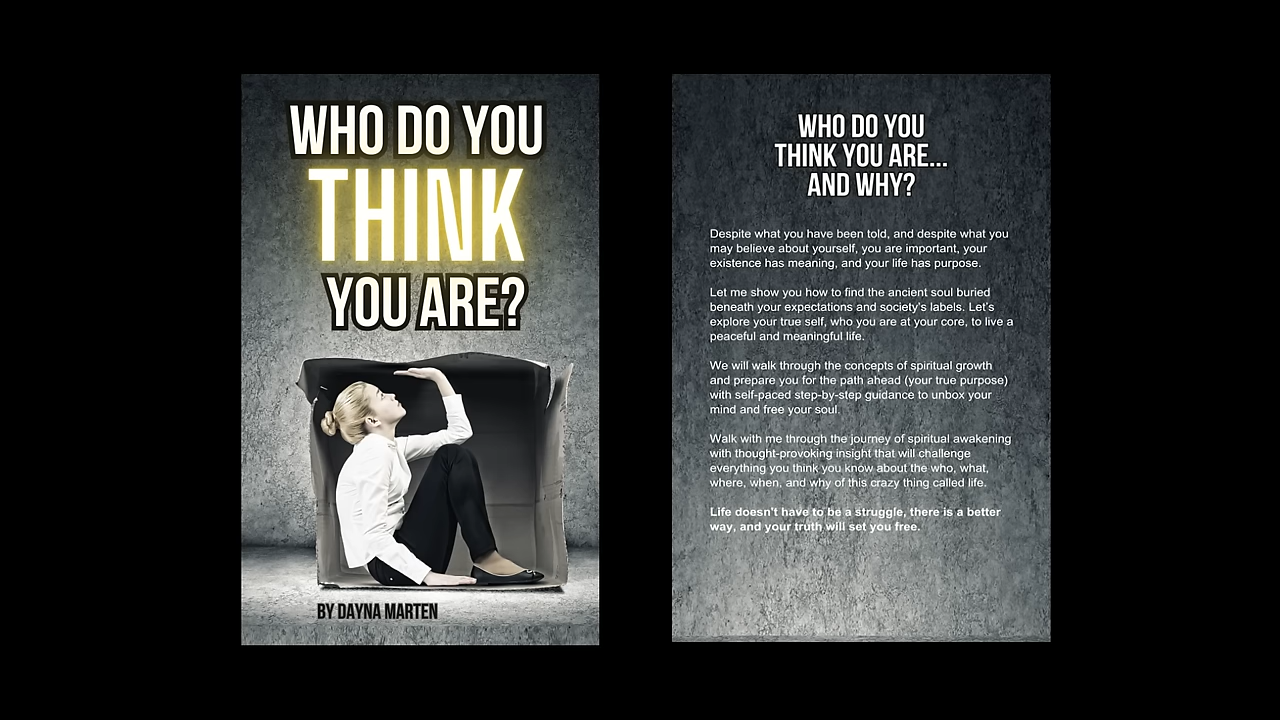 WHO DO YOU
THINK
YOU ARE?
BY DAYNA MARTEN
WHO DO YOU
THINK YOU ARE...
AND WHY?
Despite what you have been told, and despite what you
may believe about yourself, you are important, your
existence has meaning, and your life has purpose.
Let me show you how to find the ancient soul buried
beneath your expectations and society's labels. Let's
explore your true self, who you are at your core, to live a
peaceful and meaningful life.
We will walk through the concepts of spiritual growth
and prepare you for the path ahead (your true purpose)
with self-paced step-by-step guidance to unbox your
mind and free your soul.
Walk with me through the journey of spiritual awakening
with thought-provoking insight that will challenge
everything you think you know about the who, what,
where, when, and why of this crazy thing called life.
Life doesn't have to be a struggle, there is a better
way, and your truth will set you free.